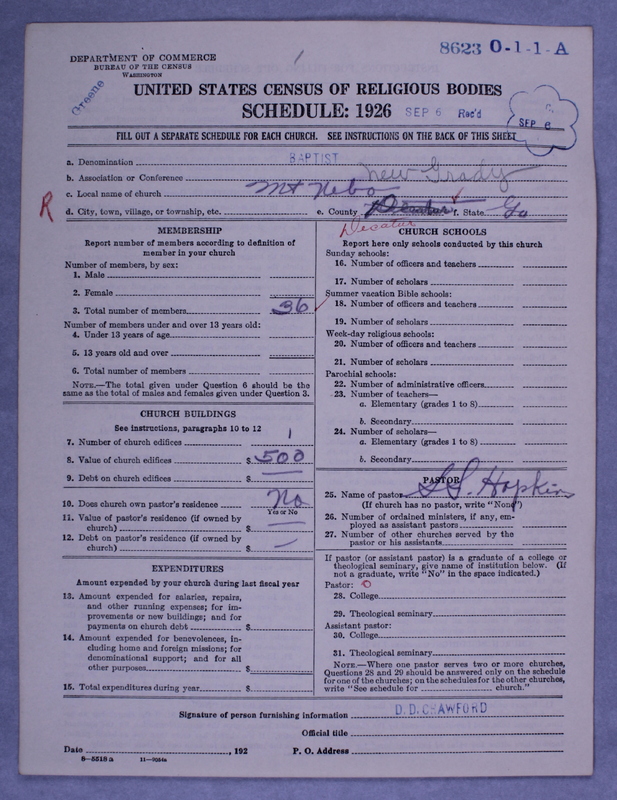 8623 0-1-1-A
DEPARTMENT OF COMMERCE
BUREAU OF THE CENSUS
WASHINGTON
Greene
UNITED STATES CENSUS OF RELIGIOUS BODIES
SCHEDULE: 1926 SEP 6 Rec'd
SEP 6
FILL OUT A SEPARATE SCHEDULE FOR EACH CHURCH. SEE INSTRUCTIONS ON THE BACK OF THIS SHEET
a. Denomination BAPTIST
b. Association or Conference New Grady
c. Local name of church Mt Nebo
R d. City, town, village, or township, etc. e. County Decatur f. State Ga
Decatur
MEMBERSHIP
Report number of members according to definition of
member in your church
Number of members, by sex:
1. Male
2. Female
3. Total number of members 36
Number of members under and over 13 years old:
4. Under 13 years of age
5. 13 years old and over
6. Total number of members
NOTE.—The total given under Question 6 should be the
same as the total of males and females given under Question 3.
CHURCH BUILDINGS
See instructions, paragraphs 10 to 12
7. Number of church edifices 1
8. Value of church edifices $ 500
9. Debt on church edifices $
10. Does church own pastor's residence No
Yes or No
11. Value of pastor's residence (if owned by
church) $
12. Debt on pastor's residence (if owned by
church) $
EXPENDITURES
Amount expended by your church during last fiscal year
13. Amount expended for salaries, repairs,
and other running expenses; for im-
provements or new buildings; and for
payments on church debt $
14. Amount expended for benevolences, in-
cluding home and foreign missions; for
denominational support; and for all
other purposes $
15. Total expenditures during year $
CHURCH SCHOOLS
Report here only schools conducted by this church
Sunday schools:
16. Number of officers and teachers
17. Number of scholars
Summer vacation Bible schools:
18. Number of officers and teachers
19. Number of scholars
Week-day religious schools:
20. Number of officers and teachers
21. Number of scholars
Parochial schools:
22. Number of administrative officers
23. Number of teachers—
a. Elementary (grades 1 to 8)
b. Secondary
24. Number of scholars—
a. Elementary (grades 1 to 8)
b. Secondary
PASTOR
25. Name of pastor Hopkins
(If church has no pastor, write "None")
26. Number of ordained ministers, if any, em-
ployed as assistant pastors
27. Number of other churches served by the
pastor or his assistants
If pastor (or assistant pastor) is a graduate of a college or
theological seminary, give name of institution below. (If
not a graduate, write "No" in the space indicated.)
Pastor: 0
28. College
29. Theological seminary
Assistant pastor:
30. College
31. Theological seminary
NOTE.—Where one pastor serves two or more churches,
Questions 28 and 29 should be answered only on the schedule
for one of the churches; on the schedules for the other churches,
write "See schedule for church."
Signature of person furnishing information D. D. CRAWFORD
Official title
Date , 192 P. O. Address
8-5518 a 11-9554a